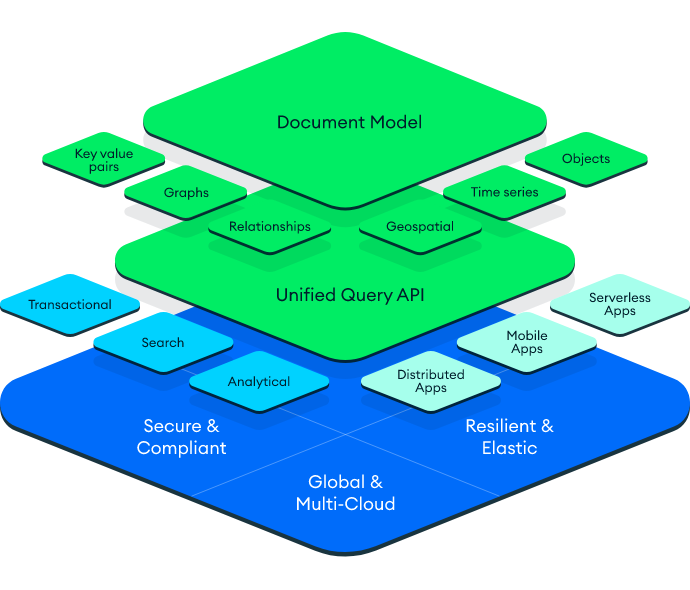 Document Model
Key value
pairs
Objects
Graphs
Time series
Relationships
Geospatial
Unified Query API
Transactional
Serverless
Apps
Search
Mobile
Apps
Analytical
Distributed
Apps
Secure &
Compliant
Resilient &
Elastic
Global &
Multi-Cloud